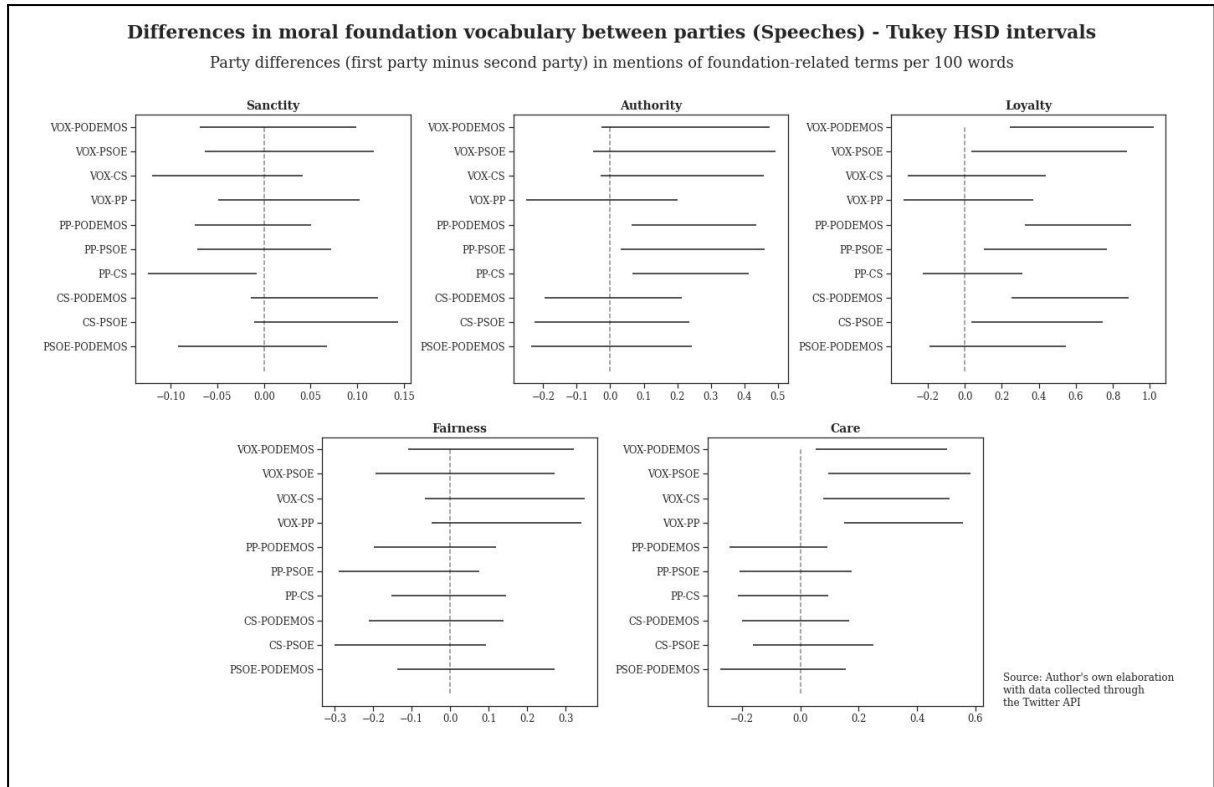 Differences in moral foundation vocabulary between parties (Speeches) - Tukey HSD intervals
Party differences (first party minus second party) in mentions of foundation-related terms per 100 words
Sanctity
VOX-PODEMOS
VOX-PSOE
VOX-CS
VOX-PP
PP-PODEMOS
PP-PSOE
PP-CS
CS-PODEMOS
CS-PSOE
PSOE-PODEMOS
−0.10 −0.05 0.00 0.05 0.10 0.15
Authority
VOX-PODEMOS
VOX-PSOE
VOX-CS
VOX-PP
PP-PODEMOS
PP-PSOE
PP-CS
CS-PODEMOS
CS-PSOE
PSOE-PODEMOS
−0.2 −0.1 0.0 0.1 0.2 0.3 0.4 0.5
Loyalty
VOX-PODEMOS
VOX-PSOE
VOX-CS
VOX-PP
PP-PODEMOS
PP-PSOE
PP-CS
CS-PODEMOS
CS-PSOE
PSOE-PODEMOS
−0.2 0.0 0.2 0.4 0.6 0.8 1.0
Fairness
VOX-PODEMOS
VOX-PSOE
VOX-CS
VOX-PP
PP-PODEMOS
PP-PSOE
PP-CS
CS-PODEMOS
CS-PSOE
PSOE-PODEMOS
−0.3 −0.2 −0.1 0.0 0.1 0.2 0.3
Care
VOX-PODEMOS
VOX-PSOE
VOX-CS
VOX-PP
PP-PODEMOS
PP-PSOE
PP-CS
CS-PODEMOS
CS-PSOE
PSOE-PODEMOS
−0.2 0.0 0.2 0.4 0.6
Source: Author's own elaboration
with data collected through
the Twitter API